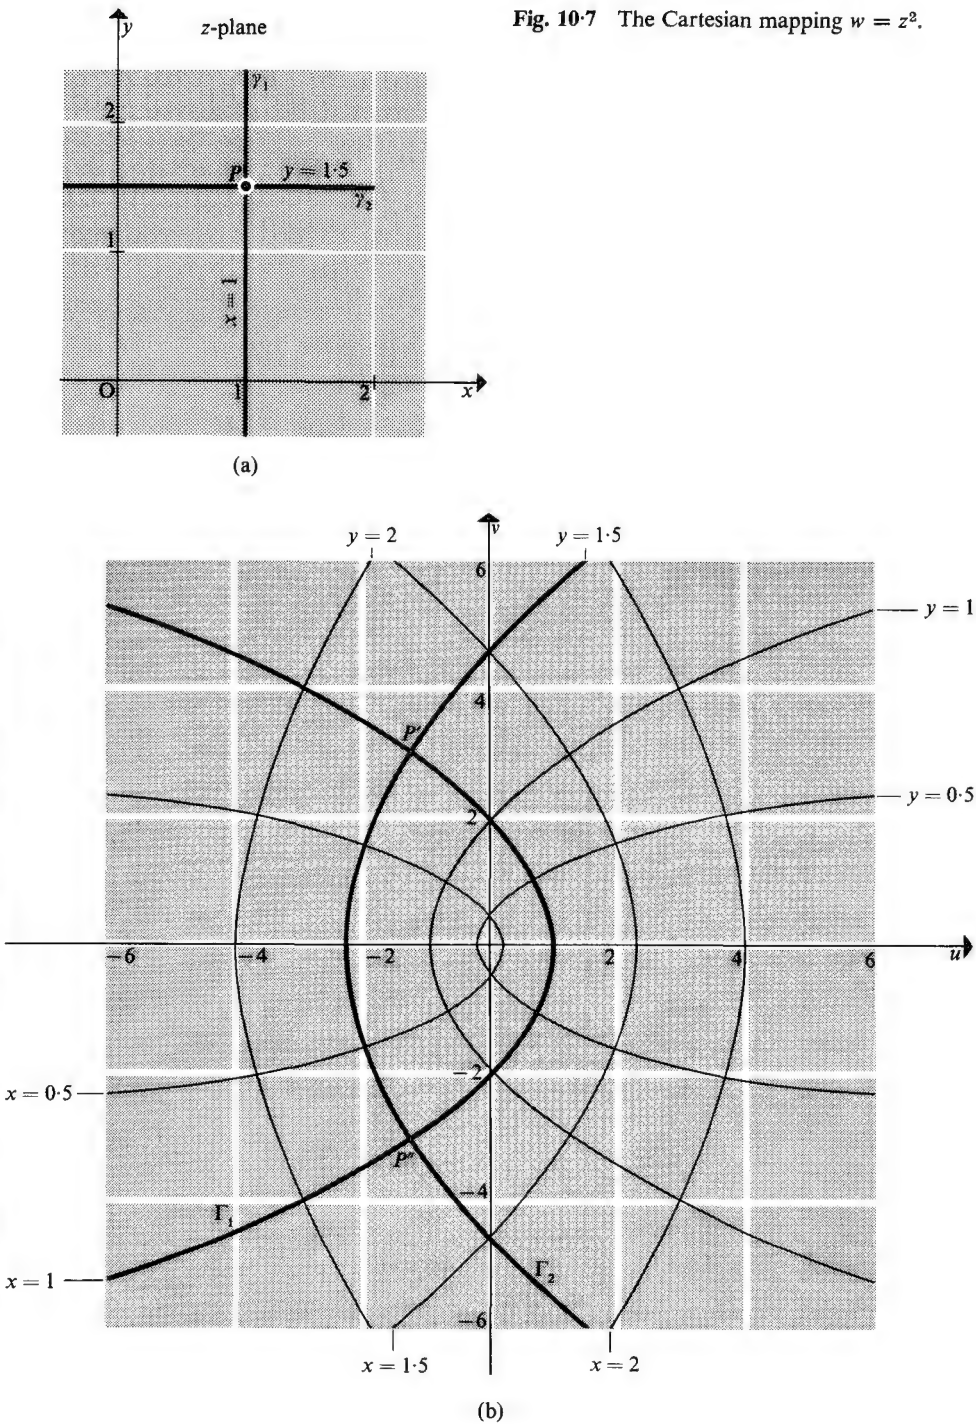 Fig. 10·7 The Cartesian mapping w = z².
y
z-plane
γ₁
2
P
y = 1·5
γ₂
1
x = 1
O
1
2
x
(a)
y = 2
v
y = 1·5
6
y = 1
4
P'
y = 0·5
2
−6
−4
−2
2
4
6
u
−2
x = 0·5
P''
−4
Γ₁
Γ₂
x = 1
−6
x = 1·5
x = 2
(b)